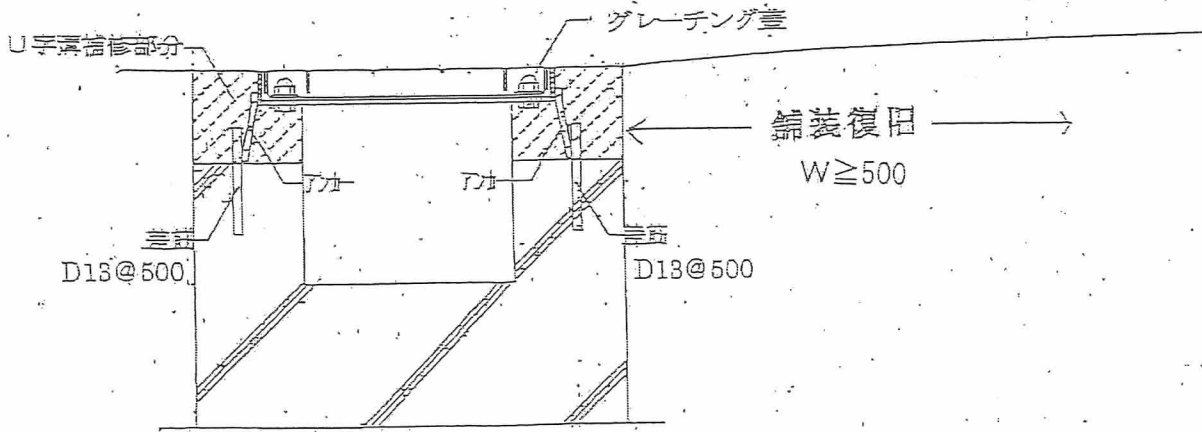 グレーチング蓋
U字溝補修部分
舗装復旧
W≧500
アンカー
アンカー
差筋
D13@500
差筋
D13@500